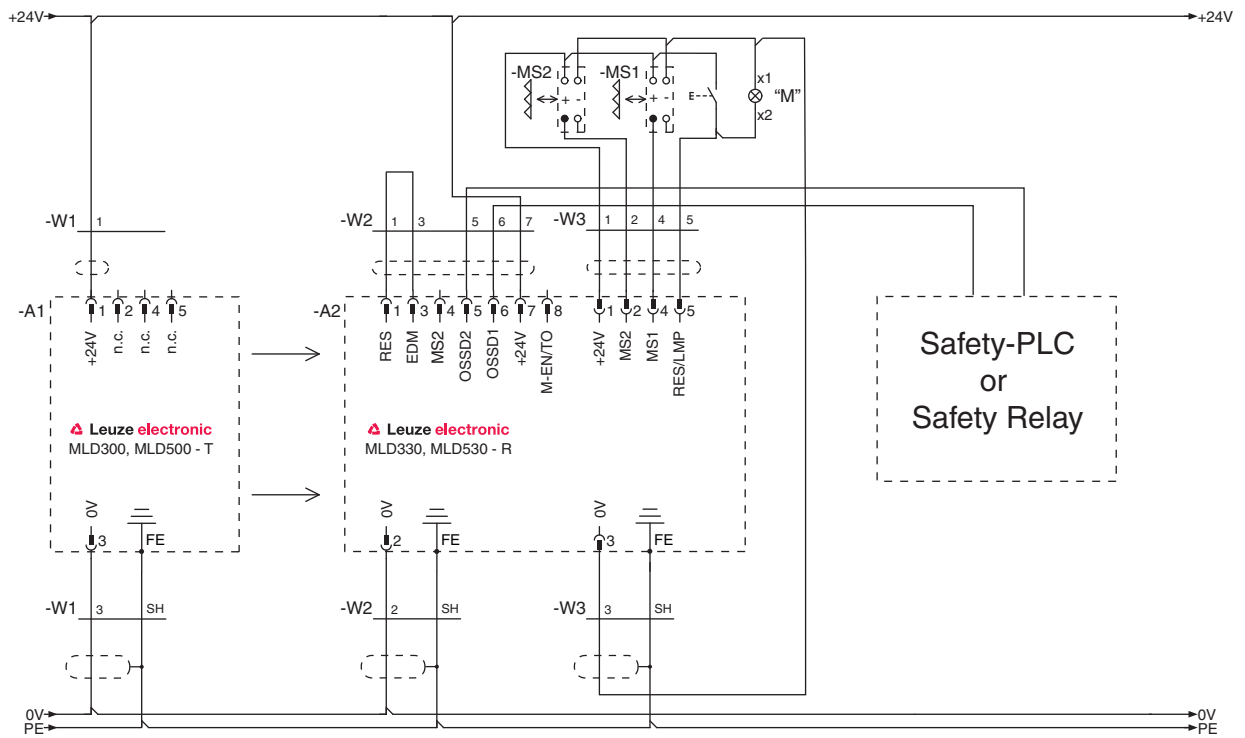 +24V
+24V
-MS2
-MS1
+ -
+ -
E
x1
"M"
x2
-W1
1
-W2
1
3
5
6
7
-W3
1
2
4
5
-A1
1
2
4
5
+24V
n.c.
n.c.
n.c.
-A2
1
3
4
5
6
7
8
RES
EDM
MS2
OSSD2
OSSD1
+24V
M-EN/TO
1
2
4
5
+24V
MS2
MS1
RES/LMP
Safety-PLC
or
Safety Relay
Leuze electronic
MLD300, MLD500 - T
Leuze electronic
MLD330, MLD530 - R
0V
3
FE
0V
2
FE
0V
3
FE
-W1
3
SH
-W2
2
SH
-W3
3
SH
0V
0V
PE
PE